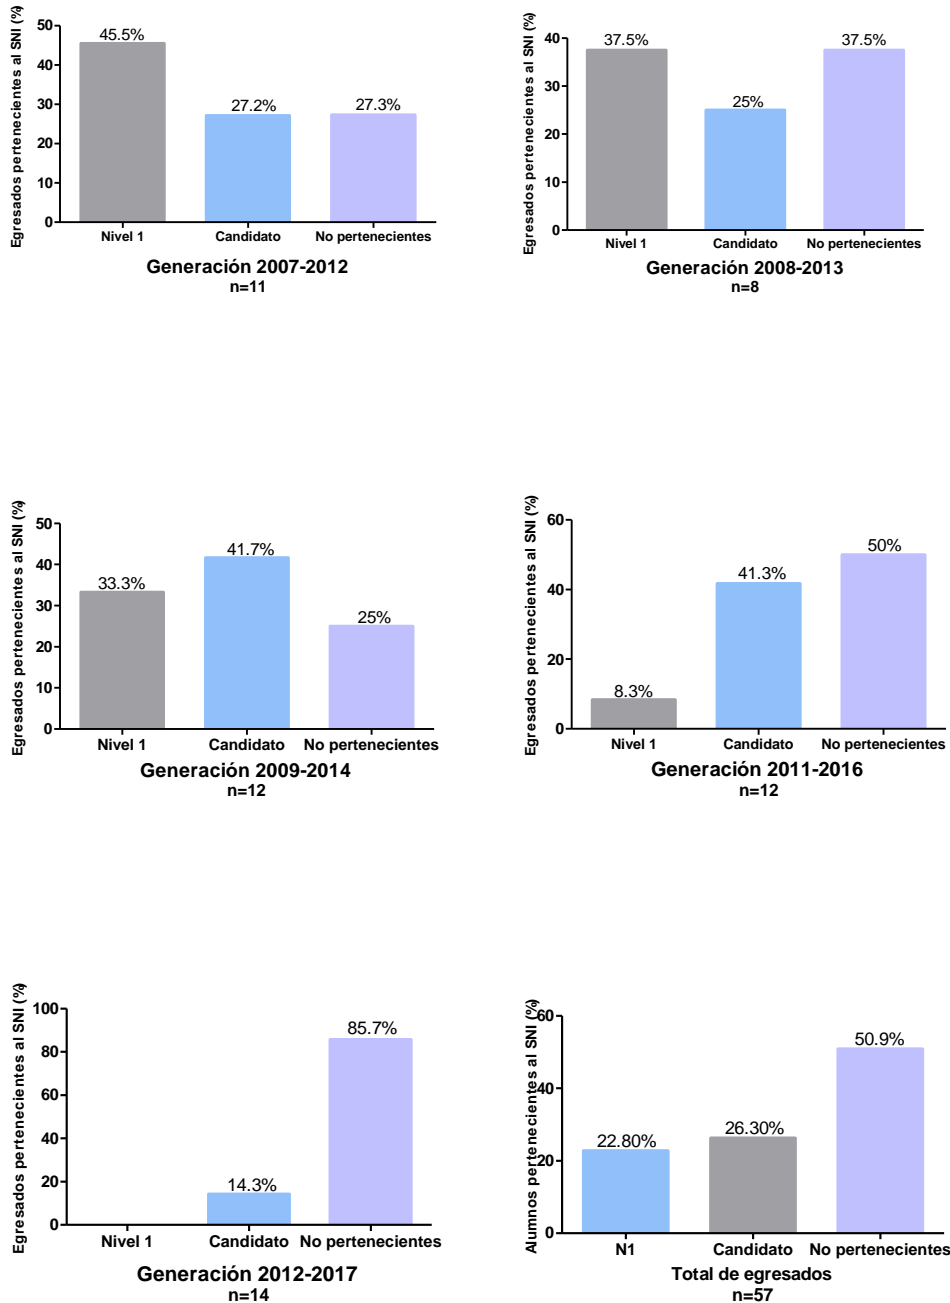 Egresados pertenecientes al SNI (%)
50
40
30
20
10
0
45.5%
27.2%
27.3%
Nivel 1
Candidato
No pertenecientes
Generación 2007-2012
n=11
Egresados pertenecientes al SNI (%)
40
30
20
10
0
37.5%
25%
37.5%
Nivel 1
Candidato
No pertenecientes
Generación 2008-2013
n=8
Egresados pertenecientes al SNI (%)
50
40
30
20
10
0
33.3%
41.7%
25%
Nivel 1
Candidato
No pertenecientes
Generación 2009-2014
n=12
Egresados pertenecientes al SNI (%)
60
40
20
0
8.3%
41.3%
50%
Nivel 1
Candidato
No pertenecientes
Generación 2011-2016
n=12
Egresados pertenecientes al SNI (%)
100
80
60
40
20
0
14.3%
85.7%
Nivel 1
Candidato
No pertenecientes
Generación 2012-2017
n=14
Alumnos pertenecientes al SNI (%)
60
40
20
0
22.80%
26.30%
50.9%
N1
Candidato
No pertenecientes
Total de egresados
n=57